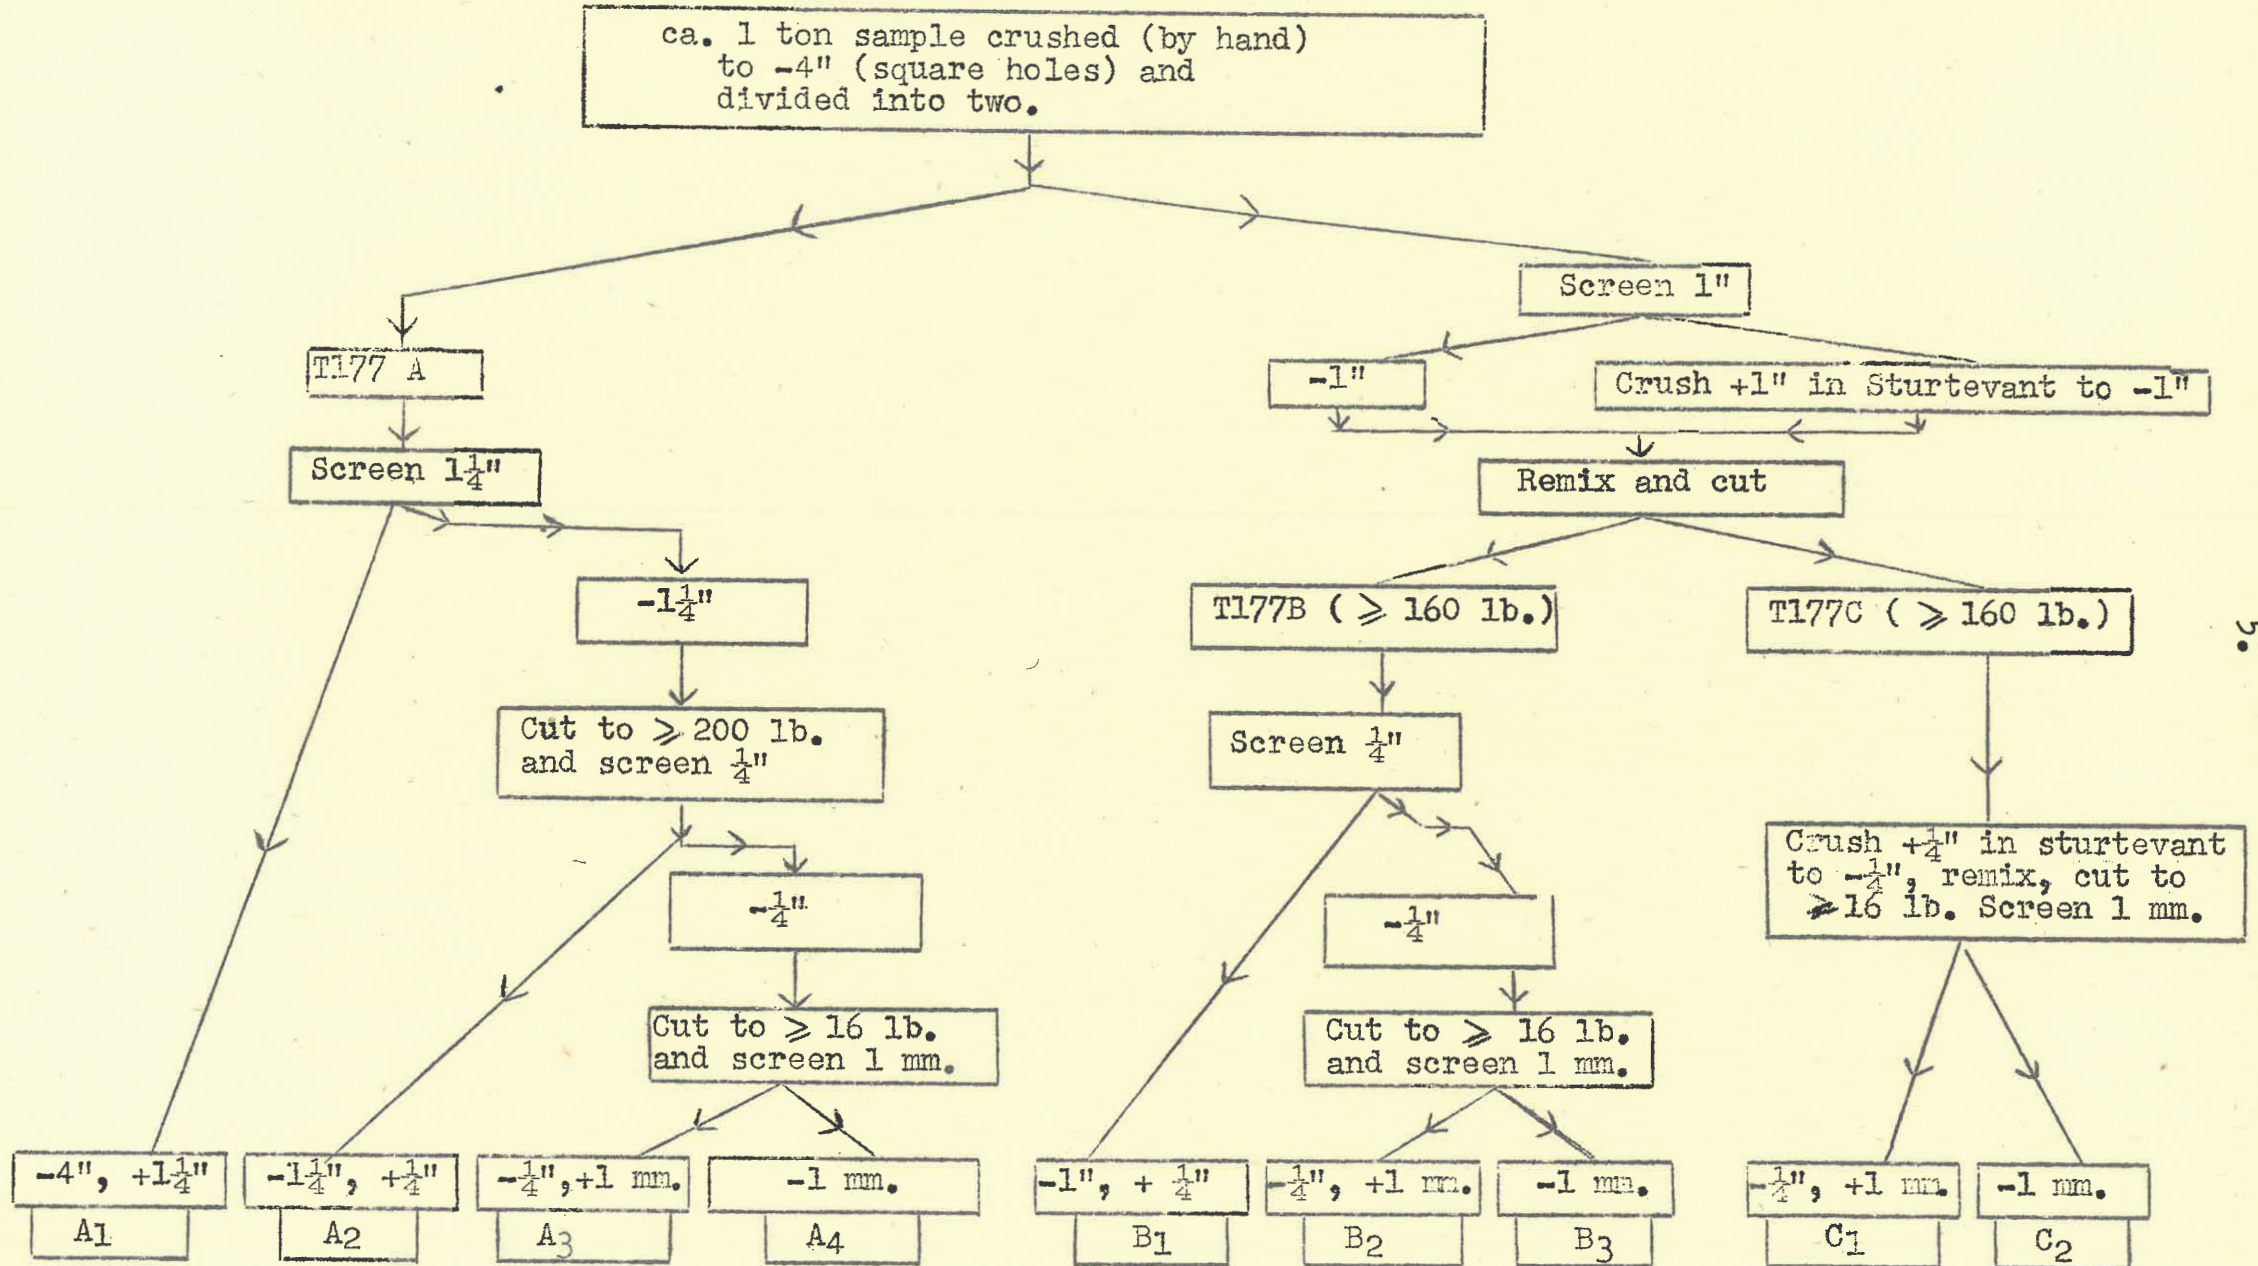 ca. 1 ton sample crushed (by hand)
to -4" (square holes) and
divided into two.
Screen 1"
T177 A
-1"
Crush +1" in Sturtevant to -1"
Screen 1¼"
Remix and cut
-1¼"
T177B ( ⩾ 160 lb.)
T177C ( ⩾ 160 lb.)
5.
Cut to ⩾ 200 lb.
and screen ¼"
Screen ¼"
Crush +¼" in sturtevant
to -¼", remix, cut to
⩾ 16 lb. Screen 1 mm.
-¼"
-¼"
Cut to ⩾ 16 lb.
and screen 1 mm.
Cut to ⩾ 16 lb.
and screen 1 mm.
-4", +1¼"
-1¼", +¼"
-¼",+1 mm.
-1 mm.
-1", + ¼"
-¼", +1 mm.
-1 mm.
-¼", +1 mm.
-1 mm.
A1
A2
A3
A4
B1
B2
B3
C1
C2